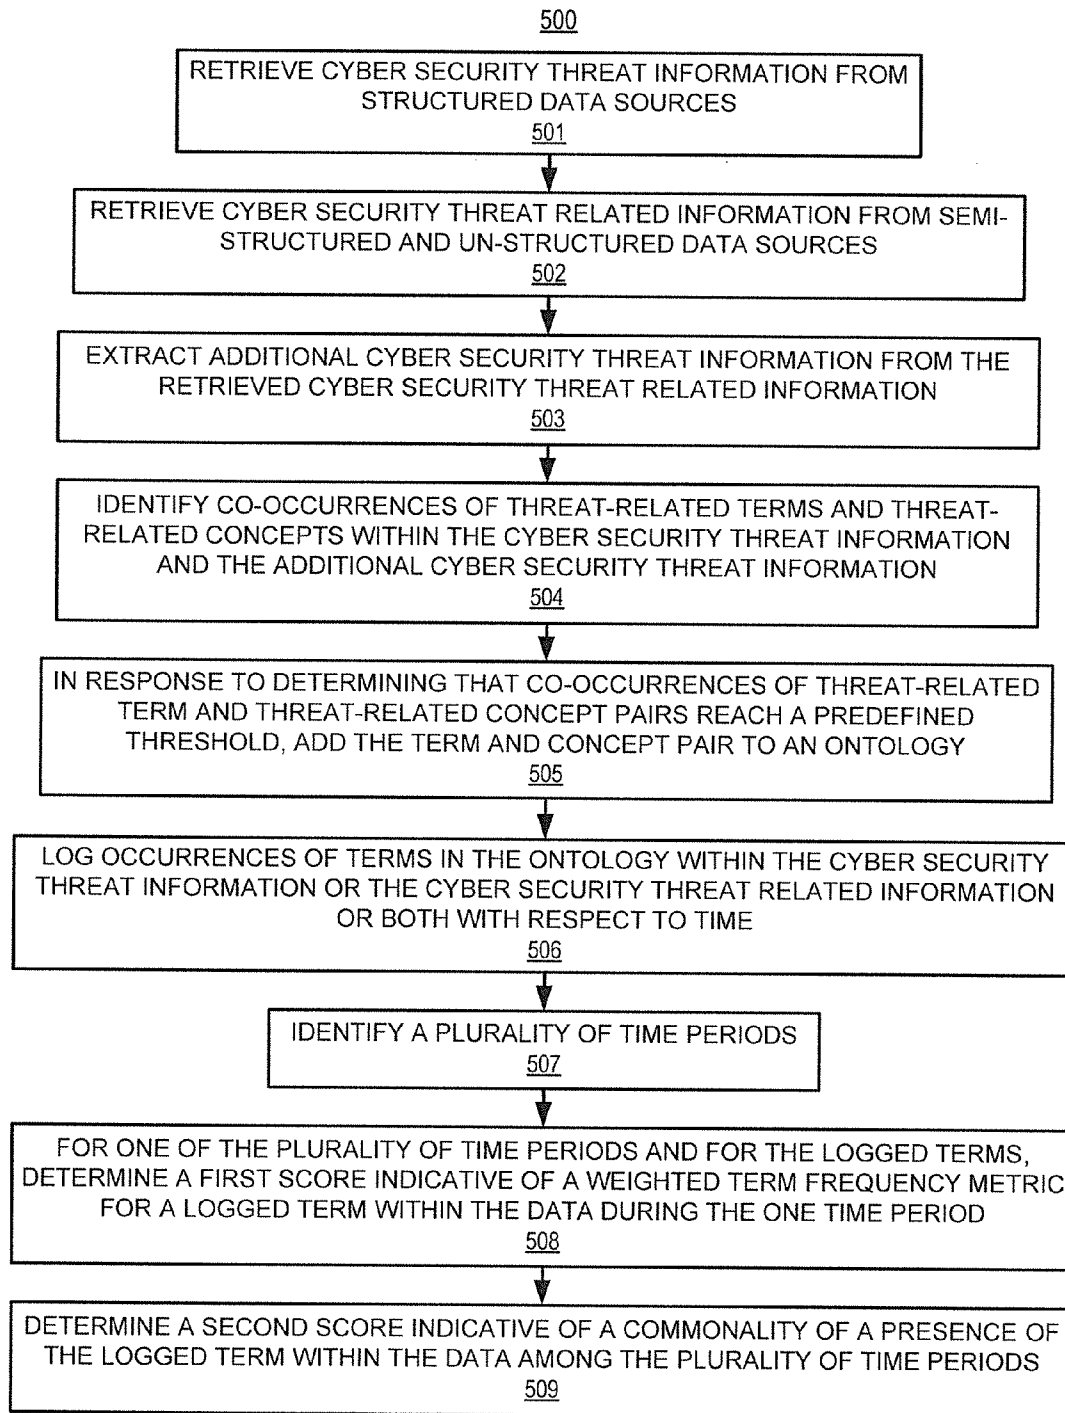 500
RETRIEVE CYBER SECURITY THREAT INFORMATION FROM
STRUCTURED DATA SOURCES
501
RETRIEVE CYBER SECURITY THREAT RELATED INFORMATION FROM SEMI-
STRUCTURED AND UN-STRUCTURED DATA SOURCES
502
EXTRACT ADDITIONAL CYBER SECURITY THREAT INFORMATION FROM THE
RETRIEVED CYBER SECURITY THREAT RELATED INFORMATION
503
IDENTIFY CO-OCCURRENCES OF THREAT-RELATED TERMS AND THREAT-
RELATED CONCEPTS WITHIN THE CYBER SECURITY THREAT INFORMATION
AND THE ADDITIONAL CYBER SECURITY THREAT INFORMATION
504
IN RESPONSE TO DETERMINING THAT CO-OCCURRENCES OF THREAT-RELATED
TERM AND THREAT-RELATED CONCEPT PAIRS REACH A PREDEFINED
THRESHOLD, ADD THE TERM AND CONCEPT PAIR TO AN ONTOLOGY
505
LOG OCCURRENCES OF TERMS IN THE ONTOLOGY WITHIN THE CYBER SECURITY
THREAT INFORMATION OR THE CYBER SECURITY THREAT RELATED INFORMATION
OR BOTH WITH RESPECT TO TIME
506
IDENTIFY A PLURALITY OF TIME PERIODS
507
FOR ONE OF THE PLURALITY OF TIME PERIODS AND FOR THE LOGGED TERMS,
DETERMINE A FIRST SCORE INDICATIVE OF A WEIGHTED TERM FREQUENCY METRIC
FOR A LOGGED TERM WITHIN THE DATA DURING THE ONE TIME PERIOD
508
DETERMINE A SECOND SCORE INDICATIVE OF A COMMONALITY OF A PRESENCE OF
THE LOGGED TERM WITHIN THE DATA AMONG THE PLURALITY OF TIME PERIODS
509